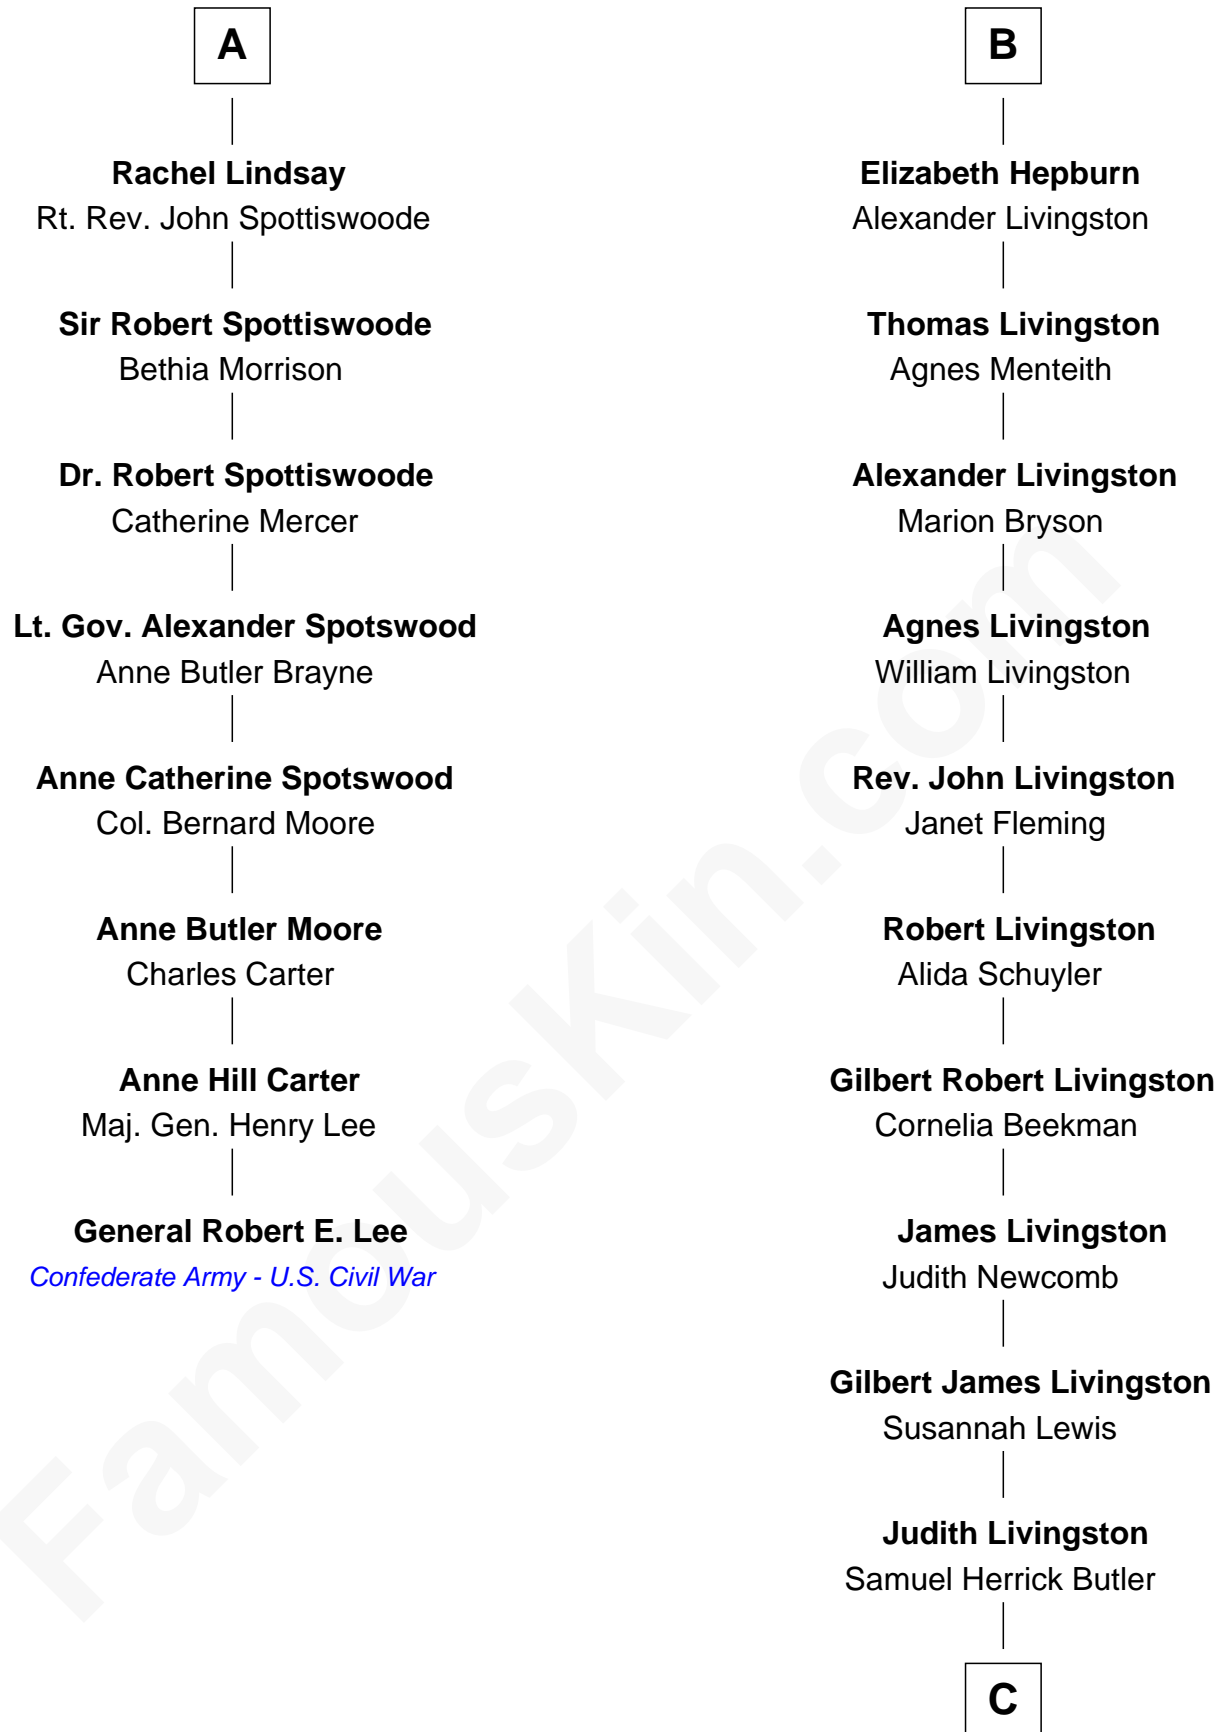 A
Rachel Lindsay
Rt. Rev. John Spottiswoode
Sir Robert Spottiswoode
Bethia Morrison
Dr. Robert Spottiswoode
Catherine Mercer
Lt. Gov. Alexander Spotswood
Anne Butler Brayne
Anne Catherine Spotswood
Col. Bernard Moore
Anne Butler Moore
Charles Carter
Anne Hill Carter
Maj. Gen. Henry Lee
General Robert E. Lee
Confederate Army - U.S. Civil War
B
Elizabeth Hepburn
Alexander Livingston
Thomas Livingston
Agnes Menteith
Alexander Livingston
Marion Bryson
Agnes Livingston
William Livingston
Rev. John Livingston
Janet Fleming
Robert Livingston
Alida Schuyler
Gilbert Robert Livingston
Cornelia Beekman
James Livingston
Judith Newcomb
Gilbert James Livingston
Susannah Lewis
Judith Livingston
Samuel Herrick Butler
C
FamousKin.com